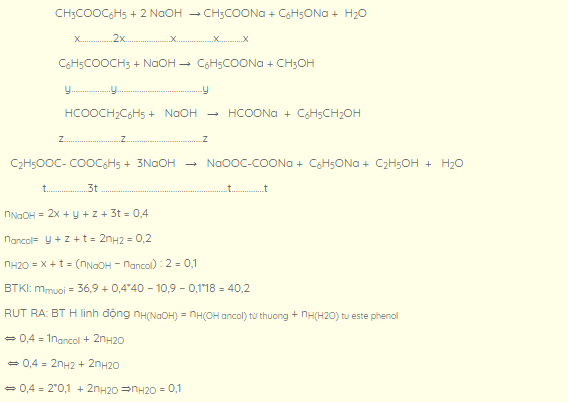 CH₃COOC₆H₅ + 2 NaOH → CH₃COONa + C₆H₅ONa + H₂O
x...............2x.....................x.................x...........x
C₆H₅COOCH₃ + NaOH → C₆H₅COONa + CH₃OH
y..................y.......................................y
HCOOCH₂C₆H₅ + NaOH → HCOONa + C₆H₅CH₂OH
z..........................z....................................z
C₂H₅OOC- COOC₆H₅ + 3NaOH → NaOOC-COONa + C₆H₅ONa + C₂H₅OH + H₂O
t...................3t ..........................................................t..............t
nNaOH = 2x + y + z + 3t = 0,4
nancol= y + z + t = 2nH2 = 0,2
nH2O = x + t = (nNaOH − nancol) : 2 = 0,1
BTKl: mmuoi = 36,9 + 0,4*40 − 10,9 − 0,1*18 = 40,2
RUT RA: BT H linh động nH(NaOH) = nH(OH ancol) từ thuong + nH(H2O) tu este phenol
⇔ 0,4 = 1nancol + 2nH2O
⇔ 0,4 = 2nH2 + 2nH2O
⇔ 0,4 = 2*0,1 + 2nH2O ⇒nH2O = 0,1